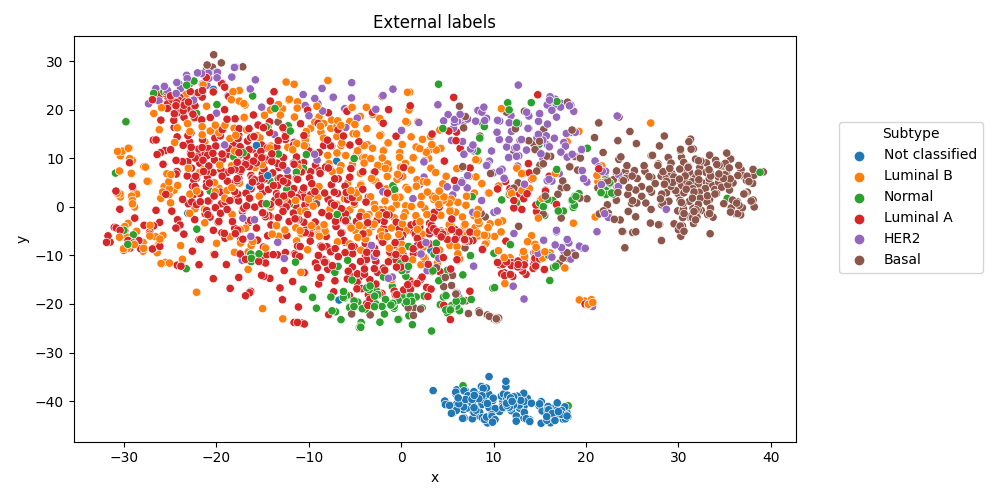 External labels
30
20
10
0
−10
−20
−30
−40
y
−30
−20
−10
0
10
20
30
40
x
Subtype
Not classified
Luminal B
Normal
Luminal A
HER2
Basal